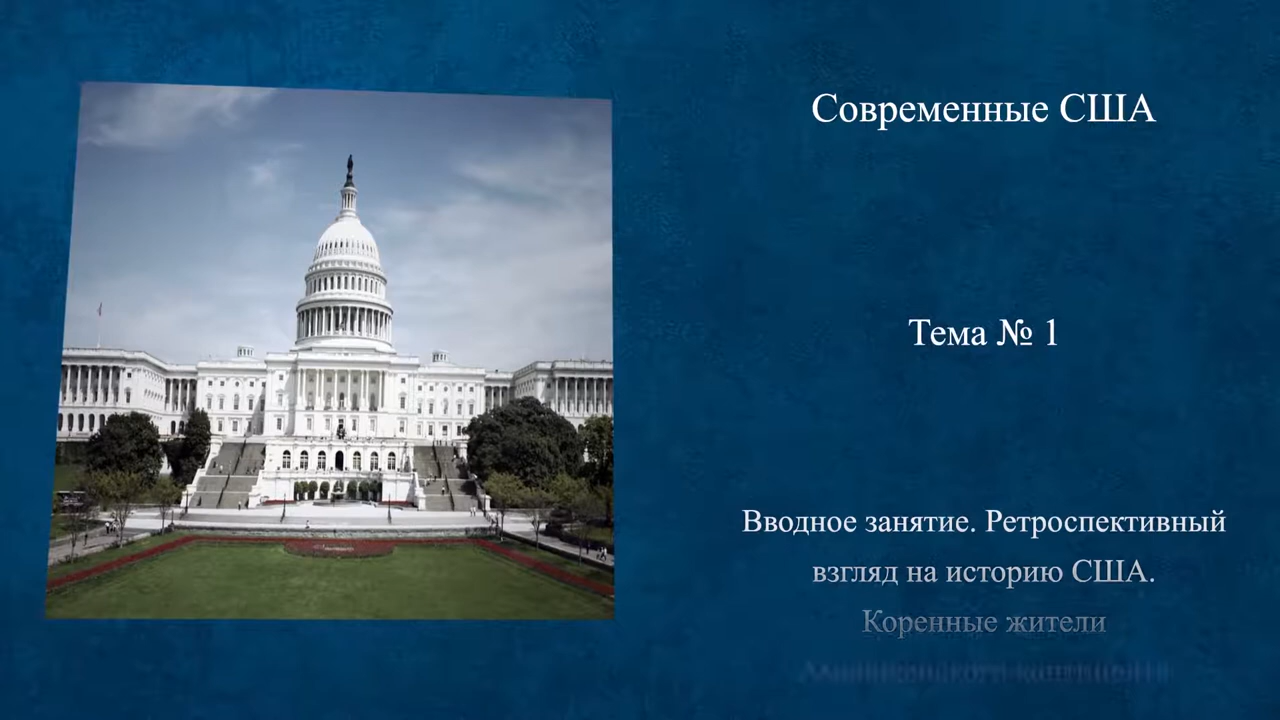 Современные США
Тема № 1
Вводное занятие. Ретроспективный
взгляд на историю США.
Коренные жители